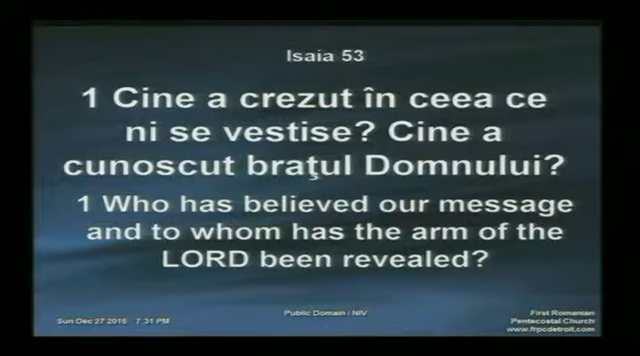 Isaia 53
1 Cine a crezut în ceea ce
ni se vestise? Cine a
cunoscut braţul Domnului?
1 Who has believed our message
and to whom has the arm of the
LORD been revealed?
Sun Dec 27 2015 7:31 PM
Public Domain / NIV
First Romanian
Pentecostal Church
www.frpcdetroit.com